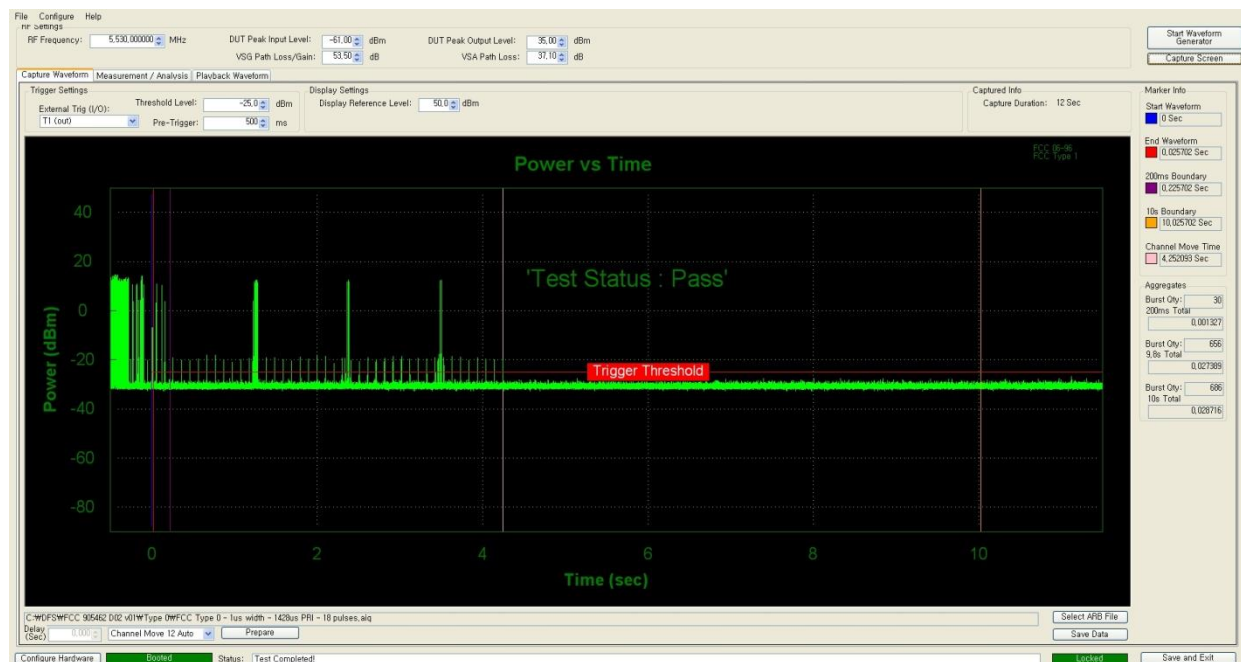 File Configure Help
RF Settings
RF Frequency: 5,530,000000 MHz DUT Peak Input Level: -61,00 dBm DUT Peak Output Level: 35,00 dBm
VSG Path Loss/Gain: 53,50 dB VSA Path Loss: 37,10 dB
Start Waveform Generator
Capture Screen
Capture Waveform Measurement / Analysis Playback Waveform
Trigger Settings
External Trig (I/O): Threshold Level: -25,0 dBm
T1 (out) Pre-Trigger: 500 ms
Display Settings
Display Reference Level: 50,0 dBm
Captured Info
Capture Duration: 12 Sec
Marker Info
Start Waveform
0 Sec
End Waveform
0,025702 Sec
200ms Boundary
0,225702 Sec
10s Boundary
10,025702 Sec
Channel Move Time
4,252093 Sec
Aggregates
Burst Qty: 30
200ms Total
0,001327
Burst Qty: 656
9,8s Total
0,027389
Burst Qty: 686
10s Total
0,028716
FCC 06-96
FCC Type 1
Power vs Time
'Test Status : Pass'
Trigger Threshold
Power (dBm)
40
20
0
-20
-40
-60
-80
0 2 4 6 8 10
Time (sec)
C:₩DFS₩FCC 905462 D02 v01₩Type 0₩FCC Type 0 - 1us width - 1428us PRI - 18 pulses,aiq
Select ARB File
Delay (Sec) 0,000 Channel Move 12 Auto Prepare
Save Data
Configure Hardware Booted Status: Test Completed! Locked Save and Exit